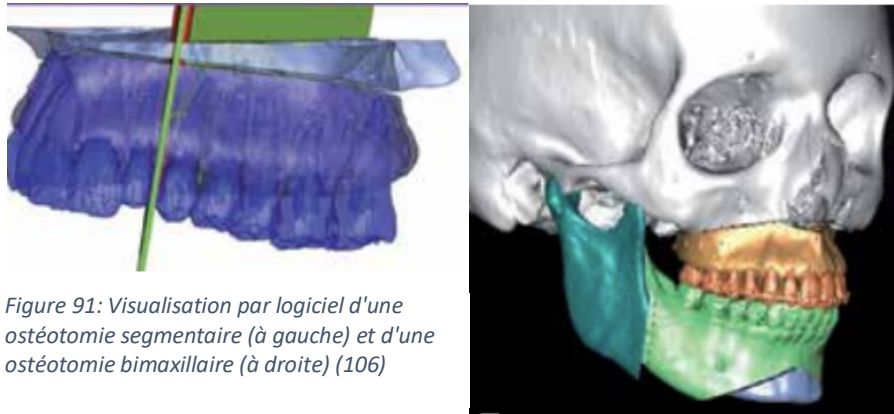 Figure 91: Visualisation par logiciel d'une
ostéotomie segmentaire (à gauche) et d'une
ostéotomie bimaxillaire (à droite) (106)